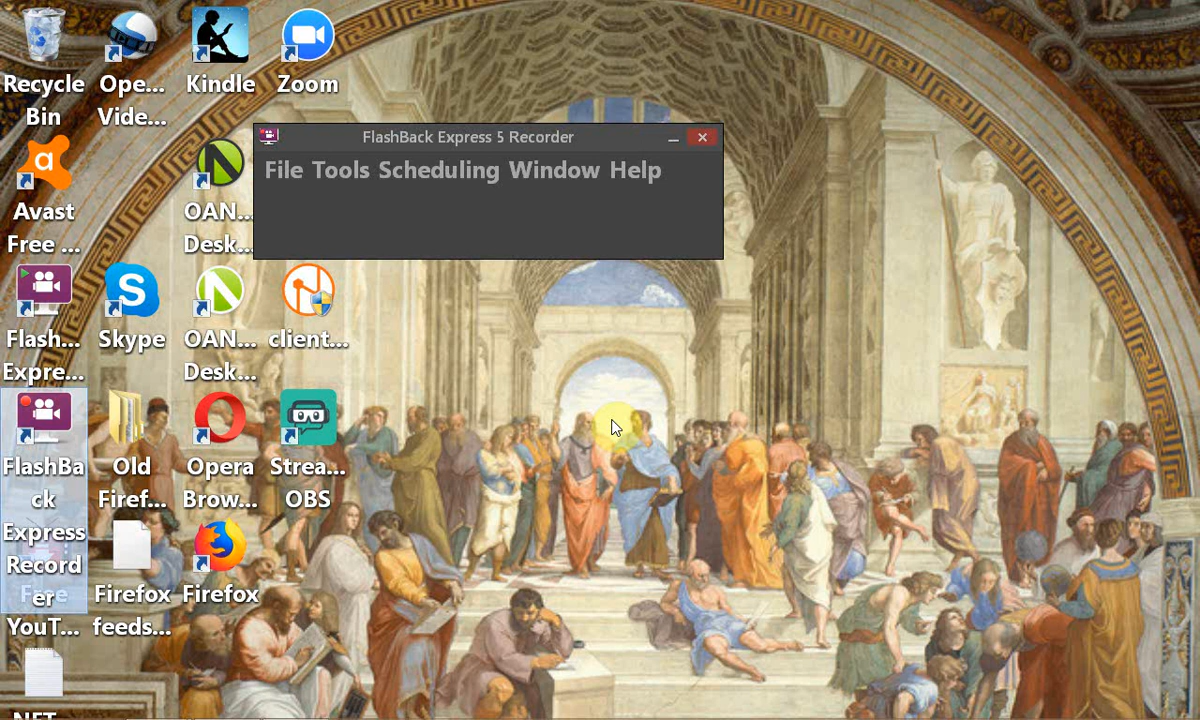 Recycle
Bin
Ope...
Vide...
Kindle
Zoom
FlashBack Express 5 Recorder
File Tools Scheduling Window Help
Avast
Free ...
OAN...
Desk...
Flash...
Expre...
Skype
OAN...
Desk...
client...
FlashBa
ck
Express
Record
er
YouT...
Old
Firef...
Opera
Brow...
Strea...
OBS
Free
Firefox
feeds...
Firefox